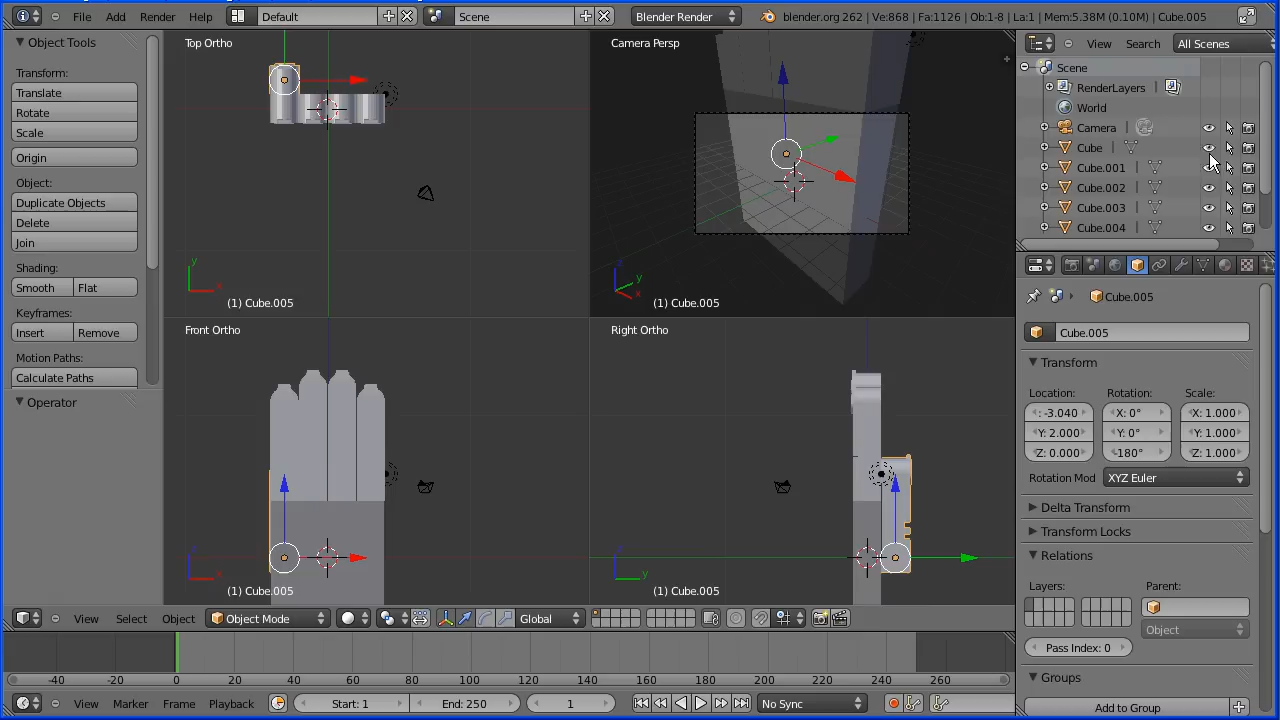 File Add Render Help Default Scene Blender Render blender.org 262 | Ve:868 | Fa:1126 | Ob:1-8 | La:1 | Mem:5.38M (0.10M) | Cube.005
Object Tools
Transform:
Translate
Rotate
Scale
Origin
Object:
Duplicate Objects
Delete
Join
Shading:
Smooth Flat
Keyframes:
Insert Remove
Motion Paths:
Calculate Paths
Operator
Top Ortho
y
x
(1) Cube.005
Camera Persp
z
y
x
(1) Cube.005
Front Ortho
z
x
(1) Cube.005
Right Ortho
z
y
(1) Cube.005
View Select Object Object Mode Global
-40 -20 0 20 40 60 80 100 120 140 160 180 200 220 240 260
View Marker Frame Playback Start: 1 End: 250 1 No Sync
View Search All Scenes
Scene
RenderLayers
World
Camera
Cube
Cube.001
Cube.002
Cube.003
Cube.004
Cube.005
Cube.005
Transform
Location: Rotation: Scale:
: -3.040 X: 0° X: 1.000
Y: 2.000 Y: 0° Y: 1.000
Z: 0.000 -180° Z: 1.000
Rotation Mod XYZ Euler
Delta Transform
Transform Locks
Relations
Layers: Parent:
Object
Pass Index: 0
Groups
Add to Group